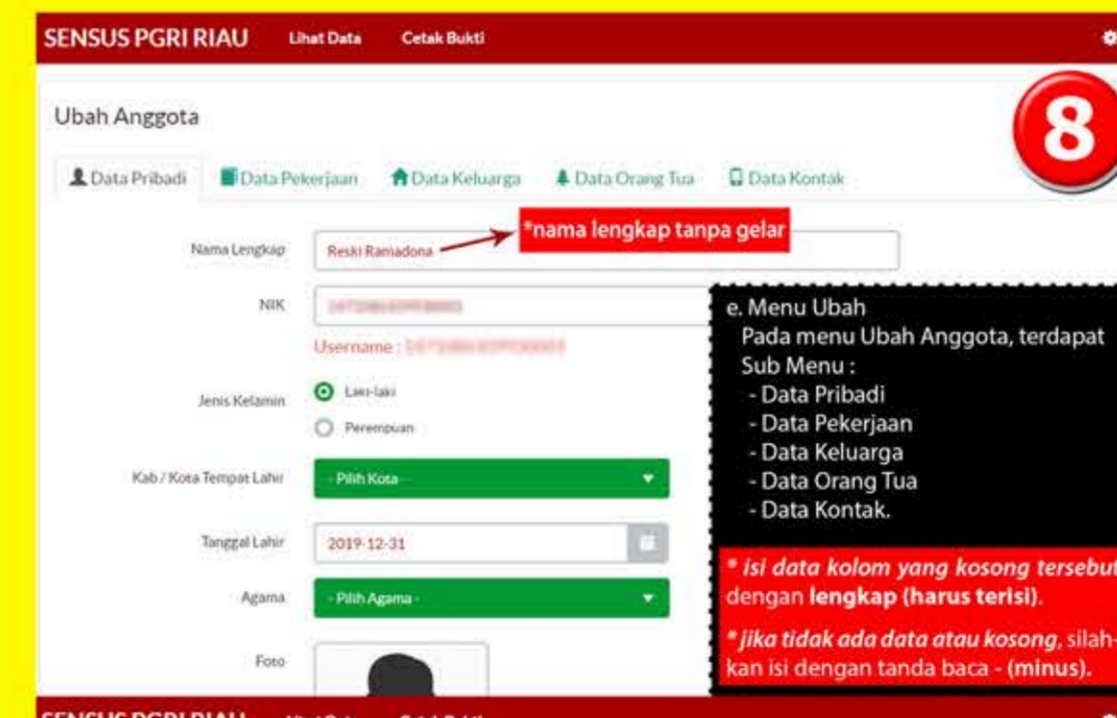 SENSUS PGRI RIAU Lihat Data Cetak Bukti
Ubah Anggota
8
Data Pribadi Data Pekerjaan Data Keluarga Data Orang Tua Data Kontak
Nama Lengkap Reski Ramadona *nama lengkap tanpa gelar
NIK
Username :
Jenis Kelamin Laki-laki
Perempuan
Kab / Kota Tempat Lahir - Pilih Kota -
Tanggal Lahir 2019-12-31
Agama - Pilih Agama -
Foto
e. Menu Ubah
Pada menu Ubah Anggota, terdapat
Sub Menu :
- Data Pribadi
- Data Pekerjaan
- Data Keluarga
- Data Orang Tua
- Data Kontak.
* isi data kolom yang kosong tersebut
dengan lengkap (harus terisi).
* jika tidak ada data atau kosong, silah-
kan isi dengan tanda baca - (minus).
SENSUS PGRI RIAU